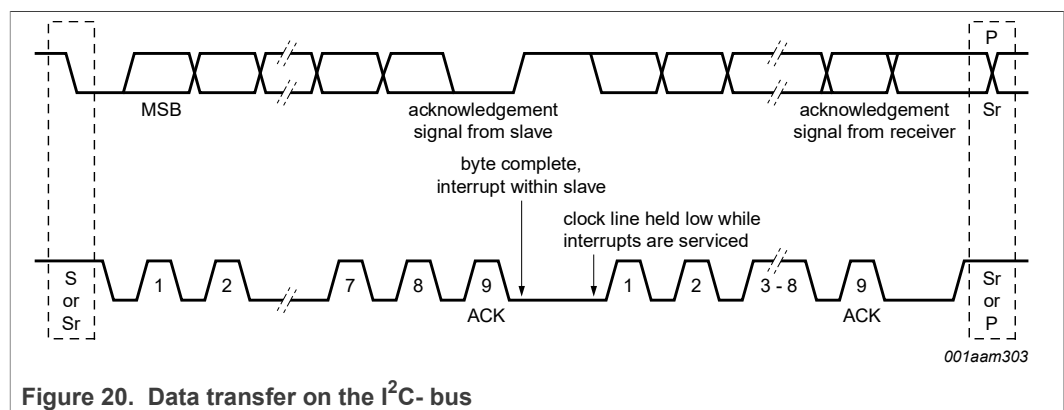 P
MSB
acknowledgement
signal from slave
acknowledgement
signal from receiver
Sr
byte complete,
interrupt within slave
clock line held low while
interrupts are serviced
S
or
Sr
1 2 7 8 9 1 2 3 - 8 9
ACK ACK
Sr
or
P
001aam303
Figure 20. Data transfer on the I²C- bus